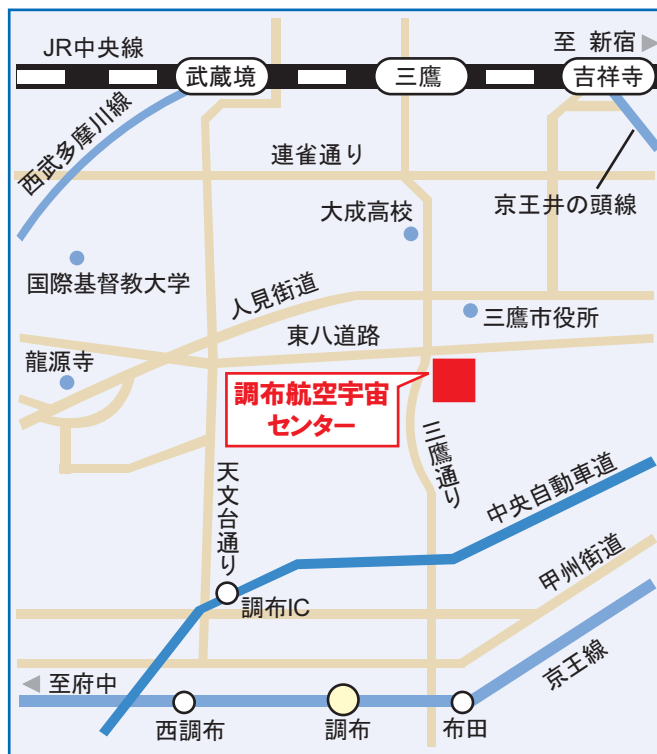 JR中央線
至 新宿
武蔵境
三鷹
吉祥寺
西武多摩川線
連雀通り
京王井の頭線
大成高校
国際基督教大学
人見街道
三鷹市役所
東八道路
龍源寺
調布航空宇宙
センター
三鷹通り
天文台通り
中央自動車道
甲州街道
調布IC
京王線
至府中
西調布
調布
布田